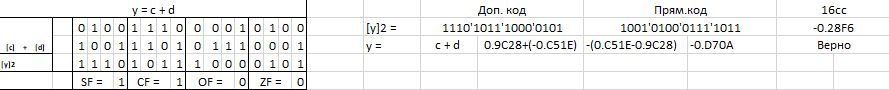 y = c + d Доп. код Прям.код 16сс
0 1 0 0 1 1 1 0 0 0 0 1 0 1 0 0 [y]2 = 1110'1011'1000'0101 1001'0100'0111'1011 -0.28F6
[c] + [d] 1 0 0 1 1 1 0 1 0 1 1 1 0 0 0 1 y = c + d 0.9C28+(-0.C51E) -(0.C51E-0.9C28) -0.D70A Верно
[y]2 1 1 1 0 1 0 1 1 1 0 0 0 0 1 0 1
SF = 1 CF = 1 OF = 0 ZF = 0